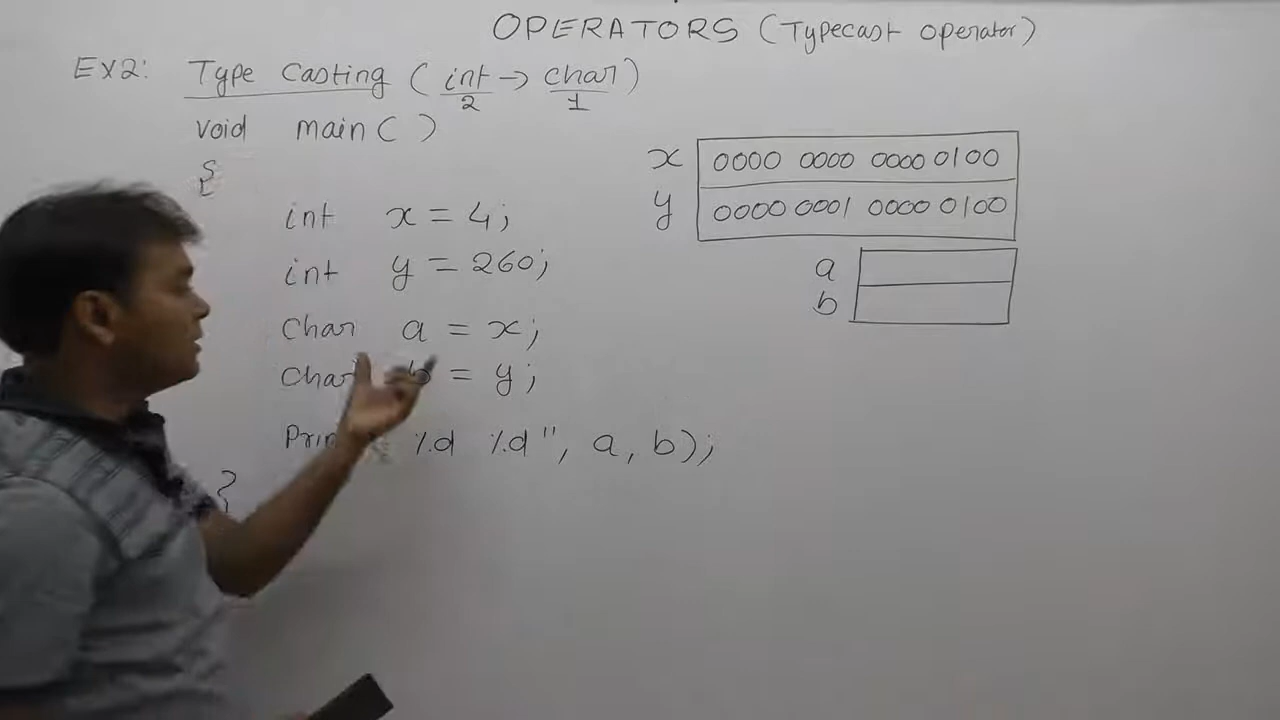 OPERATORS (Typecast operator)
Ex2: Type Casting ( int → char )
2 1
void main( )
{
int x = 4;
int y = 260;
char a = x;
char b = y;
%d %d", a, b);
}
x 0000 0000 0000 0100
y 0000 0001 0000 0100
a
b